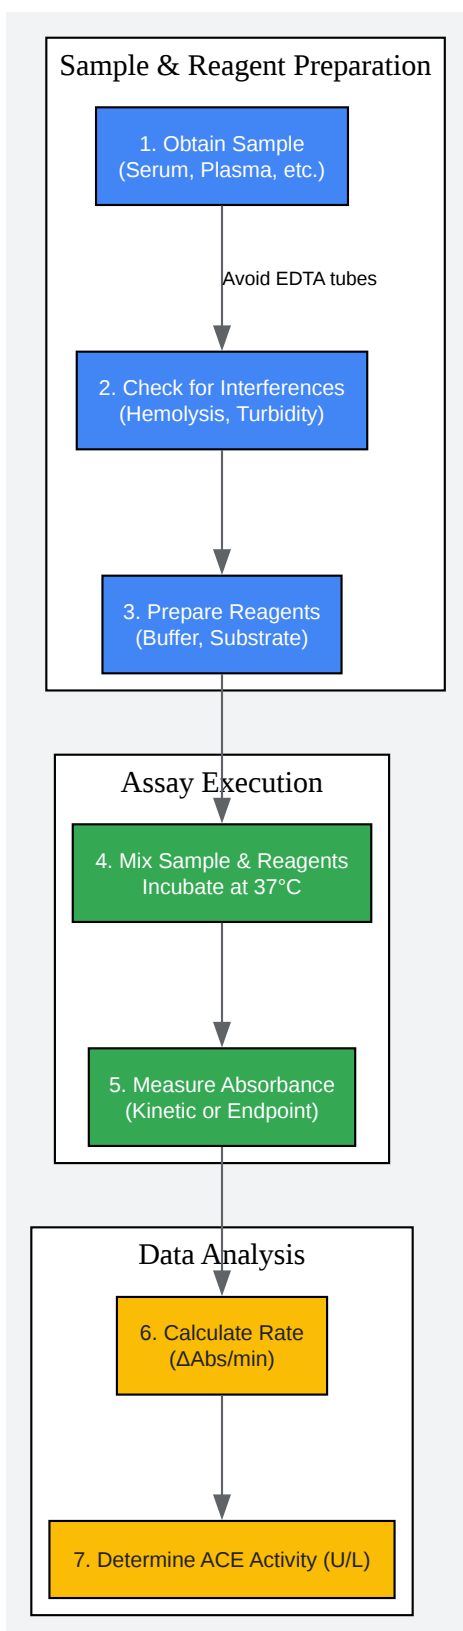 Sample & Reagent Preparation
1. Obtain Sample
(Serum, Plasma, etc.)
Avoid EDTA tubes
2. Check for Interferences
(Hemolysis, Turbidity)
3. Prepare Reagents
(Buffer, Substrate)
Assay Execution
4. Mix Sample & Reagents
Incubate at 37°C
5. Measure Absorbance
(Kinetic or Endpoint)
Data Analysis
6. Calculate Rate
(ΔAbs/min)
7. Determine ACE Activity (U/L)